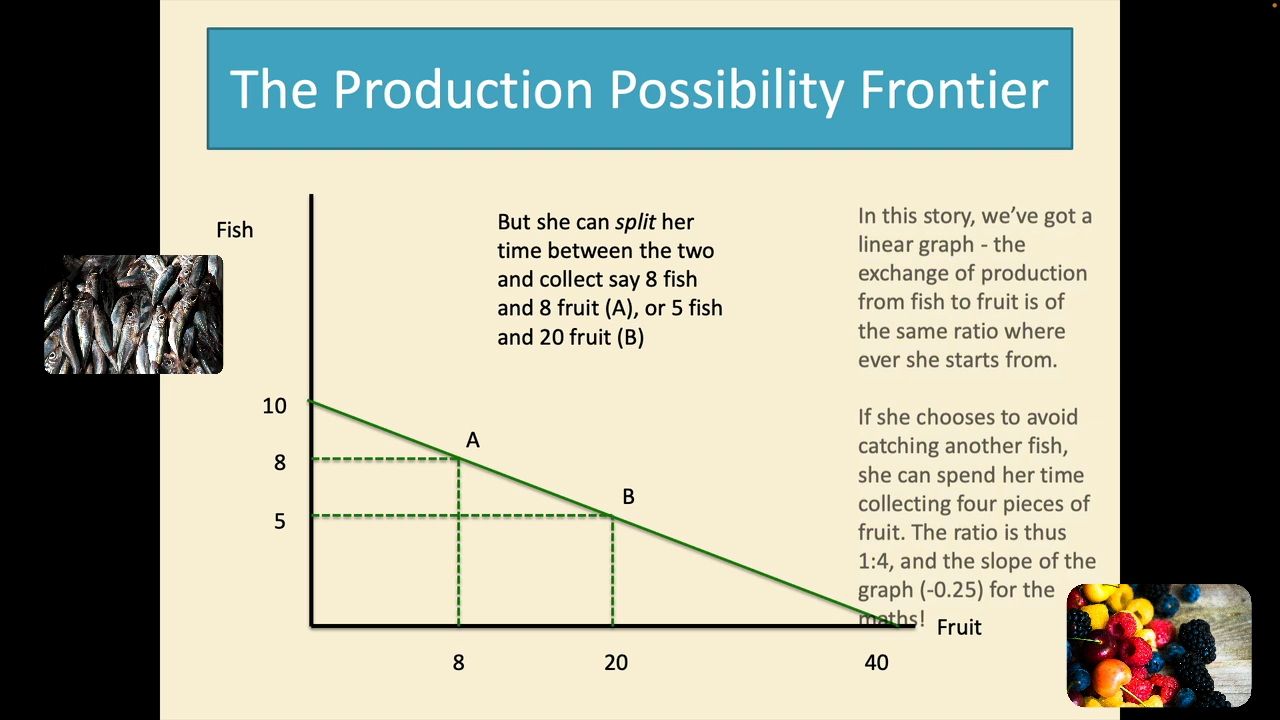 The Production Possibility Frontier
Fish
But she can split her
time between the two
and collect say 8 fish
and 8 fruit (A), or 5 fish
and 20 fruit (B)
In this story, we’ve got a
linear graph - the
exchange of production
from fish to fruit is of
the same ratio where
ever she starts from.
If she chooses to avoid
catching another fish,
she can spend her time
collecting four pieces of
fruit. The ratio is thus
1:4, and the slope of the
graph (-0.25) for the
maths!
10
A
8
B
5
Fruit
8
20
40